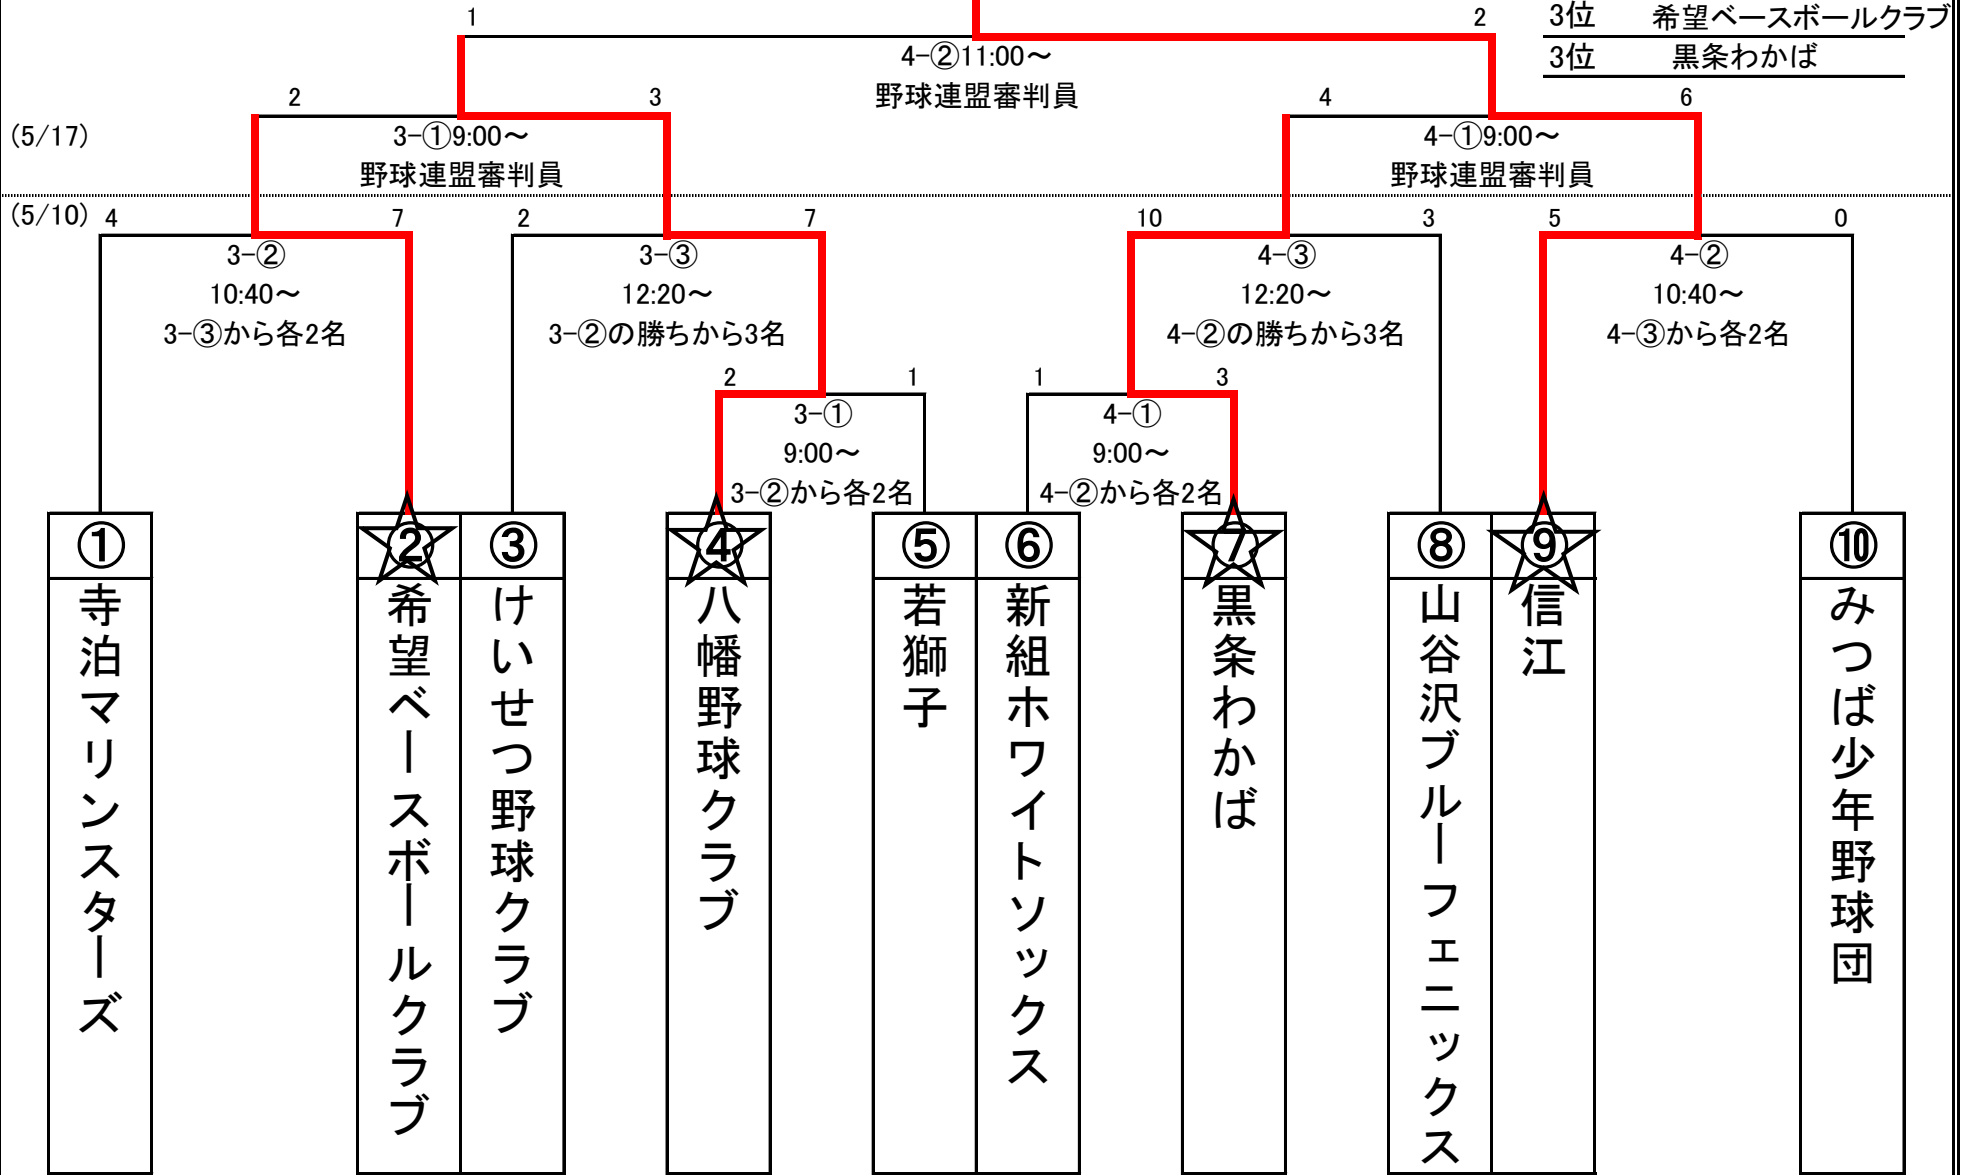 1
2
3位 希望ベースボールクラブ
4-②11:00～
3位 黒条わかば
野球連盟審判員
2
3
4
6
(5/17)
3-①9:00～
4-①9:00～
野球連盟審判員
野球連盟審判員
(5/10)
4
7
2
7
10
3
5
0
3-②
10:40～
3-③から各2名
3-③
12:20～
3-②の勝ちから3名
4-③
12:20～
4-②の勝ちから3名
4-②
10:40～
4-③から各2名
2
1
1
3
3-①
9:00～
3-②から各2名
4-①
9:00～
4-②から各2名
①
寺泊マリンスターズ
②
希望ベースボールクラブ
③
けいせつ野球クラブ
④
八幡野球クラブ
⑤
若獅子
⑥
新組ホワイトソックス
⑦
黒条わかば
⑧
山谷沢ブルーフェニックス
⑨
信江
⑩
みつば少年野球団